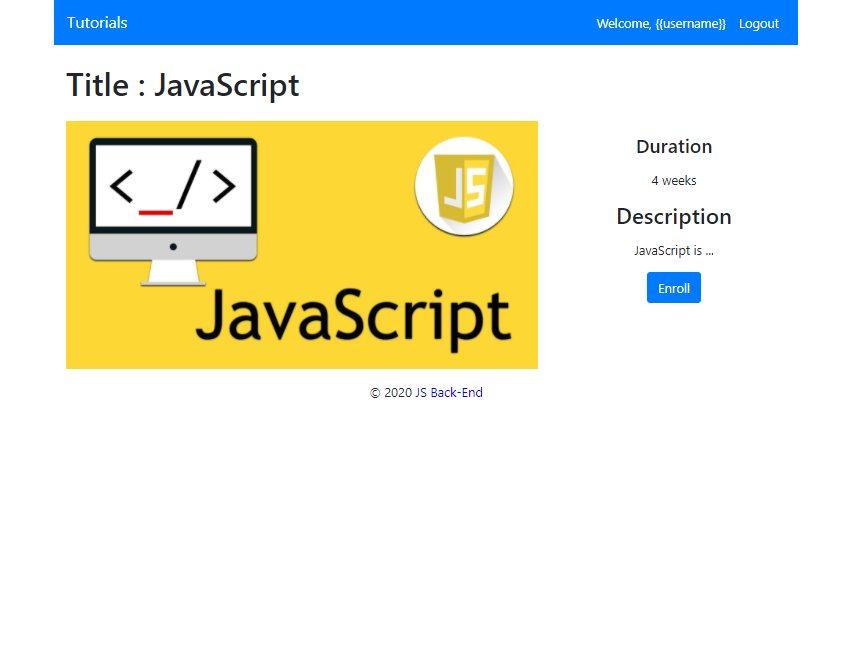 Tutorials
Welcome, {{username}} Logout
Title : JavaScript
<_/>
JS
JavaScript
Duration
4 weeks
Description
JavaScript is ...
Enroll
© 2020 JS Back-End